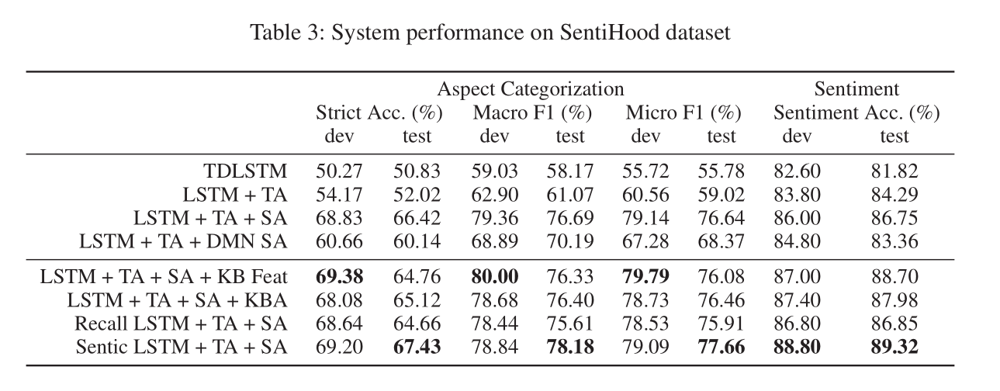 Table 3: System performance on SentiHood dataset
Aspect Categorization Sentiment
Strict Acc. (%) Macro F1 (%) Micro F1 (%) Sentiment Acc. (%)
dev test dev test dev test dev test
TDLSTM 50.27 50.83 59.03 58.17 55.72 55.78 82.60 81.82
LSTM + TA 54.17 52.02 62.90 61.07 60.56 59.02 83.80 84.29
LSTM + TA + SA 68.83 66.42 79.36 76.69 79.14 76.64 86.00 86.75
LSTM + TA + DMN SA 60.66 60.14 68.89 70.19 67.28 68.37 84.80 83.36
LSTM + TA + SA + KB Feat 69.38 64.76 80.00 76.33 79.79 76.08 87.00 88.70
LSTM + TA + SA + KBA 68.08 65.12 78.68 76.40 78.73 76.46 87.40 87.98
Recall LSTM + TA + SA 68.64 64.66 78.44 75.61 78.53 75.91 86.80 86.85
Sentic LSTM + TA + SA 69.20 67.43 78.84 78.18 79.09 77.66 88.80 89.32